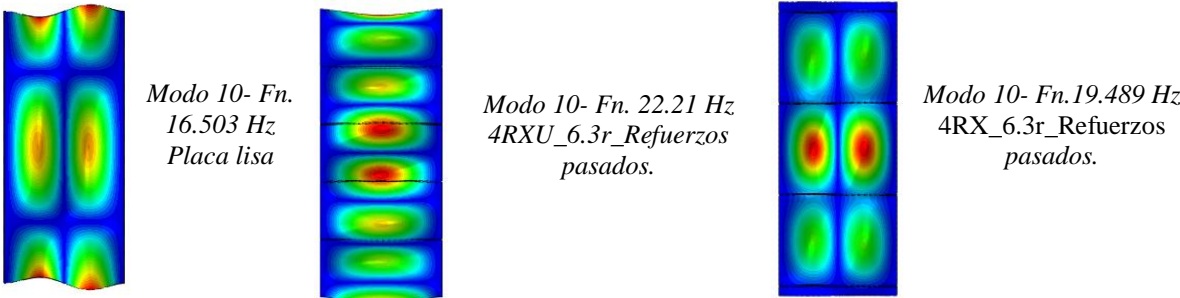 Modo 10- Fn.
16.503 Hz
Placa lisa
Modo 10- Fn. 22.21 Hz
4RXU_6.3r_Refuerzos
pasados.
Modo 10- Fn.19.489 Hz
4RX_6.3r_Refuerzos
pasados.